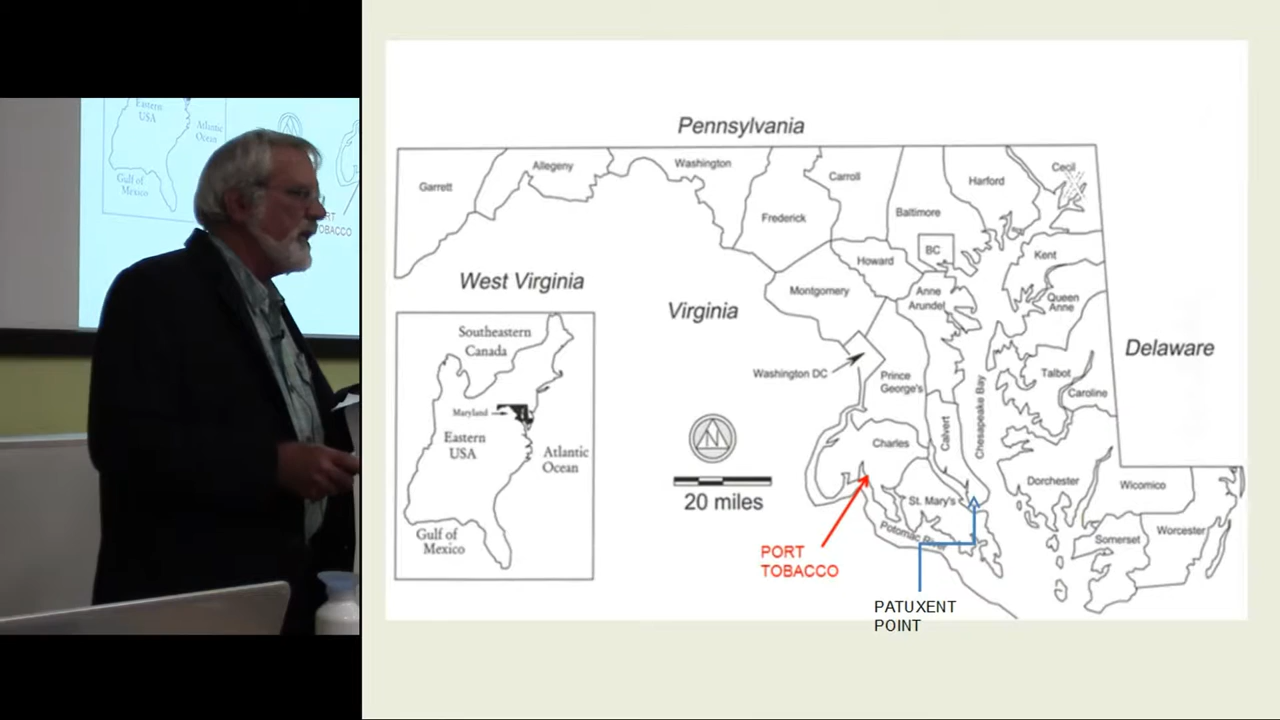 Eastern
USA
Atlantic
Ocean
Gulf of
Mexico
TOBACCO
Pennsylvania
Garrett
Allegeny
Washington
Frederick
Carroll
Baltimore
Harford
Cecil
BC
Howard
Kent
Montgomery
Anne
Arundel
Queen
Anne
West Virginia
Virginia
Delaware
Washington DC
Prince
George's
Talbot
Caroline
Chesapeake Bay
Calvert
Charles
St. Mary's
Dorchester
Wicomico
Somerset
Worcester
Potomac River
Southeastern
Canada
Maryland
Eastern
USA
Atlantic
Ocean
Gulf of
Mexico
N
20 miles
PORT
TOBACCO
PATUXENT
POINT